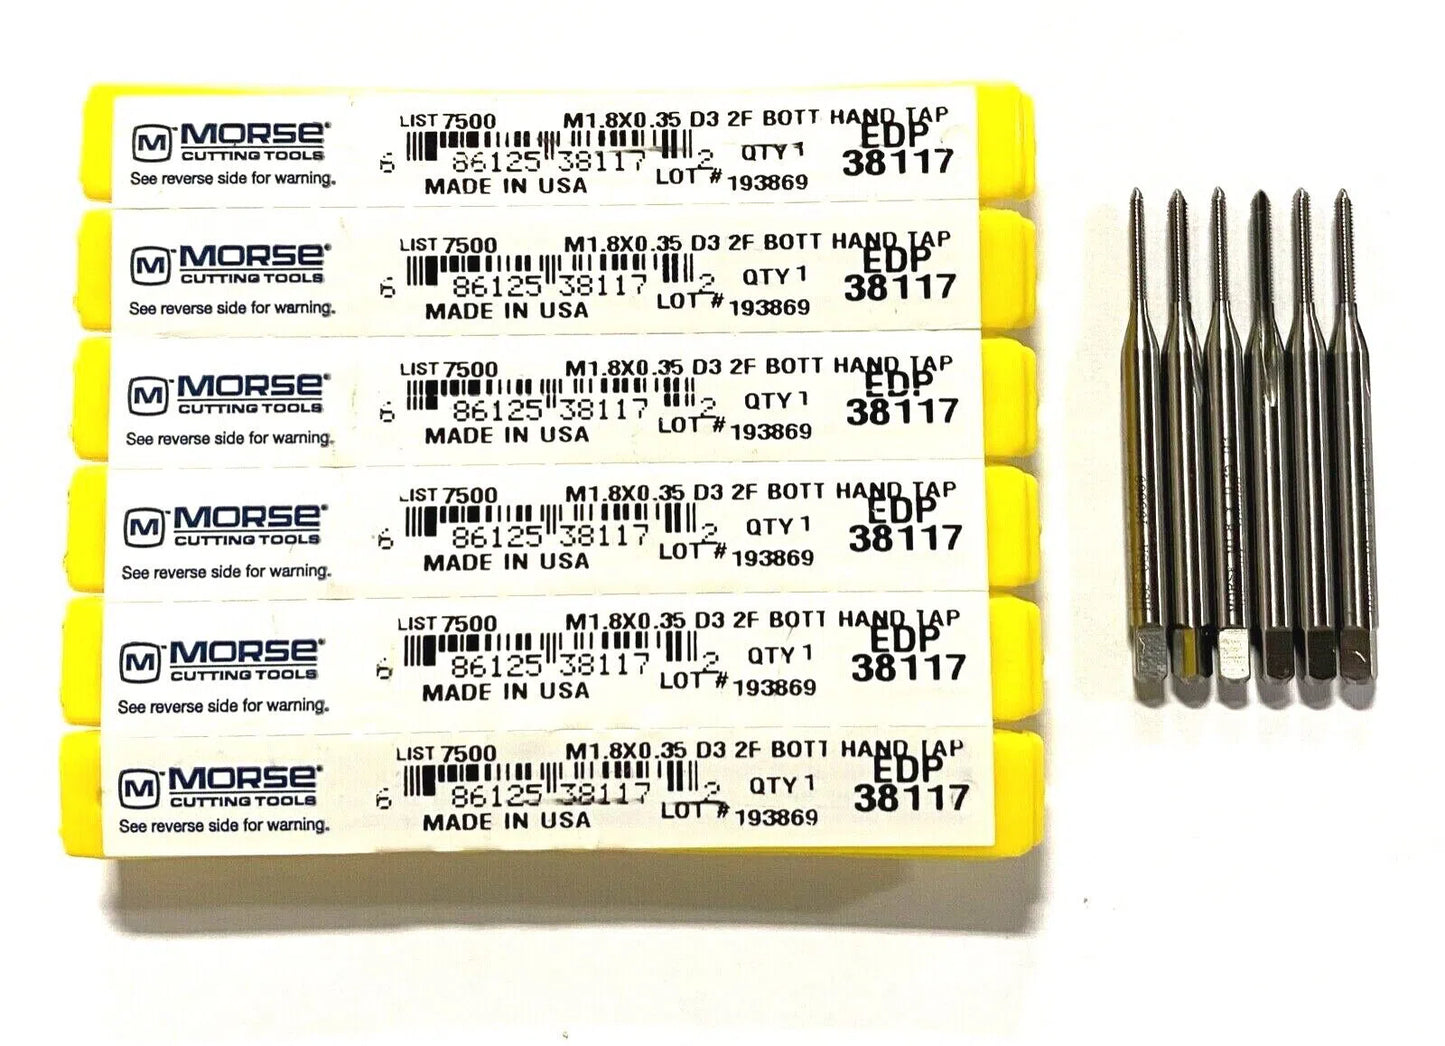 MORSE
CUTTING TOOLS
See reverse side for warning.
LIST 7500 M1.8X0.35 D3 2F BOTT HAND TAP
6 86125 38117 2 QTY 1 EDP
38117
MADE IN USA LOT # 193869
MORSE
CUTTING TOOLS
See reverse side for warning.
LIST 7500 M1.8X0.35 D3 2F BOTT HAND TAP
6 86125 38117 2 QTY 1 EDP
38117
MADE IN USA LOT # 193869
MORSE
CUTTING TOOLS
See reverse side for warning.
LIST 7500 M1.8X0.35 D3 2F BOTT HAND TAP
6 86125 38117 2 QTY 1 EDP
38117
MADE IN USA LOT # 193869
MORSE
CUTTING TOOLS
See reverse side for warning.
LIST 7500 M1.8X0.35 D3 2F BOTT HAND TAP
6 86125 38117 2 QTY 1 EDP
38117
MADE IN USA LOT # 193869
MORSE
CUTTING TOOLS
See reverse side for warning.
LIST 7500 M1.8X0.35 D3 2F BOTT HAND TAP
6 86125 38117 2 QTY 1 EDP
38117
MADE IN USA LOT # 193869
MORSE
CUTTING TOOLS
See reverse side for warning.
LIST 7500 M1.8X0.35 D3 2F BOTT HAND TAP
6 86125 38117 2 QTY 1 EDP
38117
MADE IN USA LOT # 193869
MORSE M1.8 X 0.35 D3